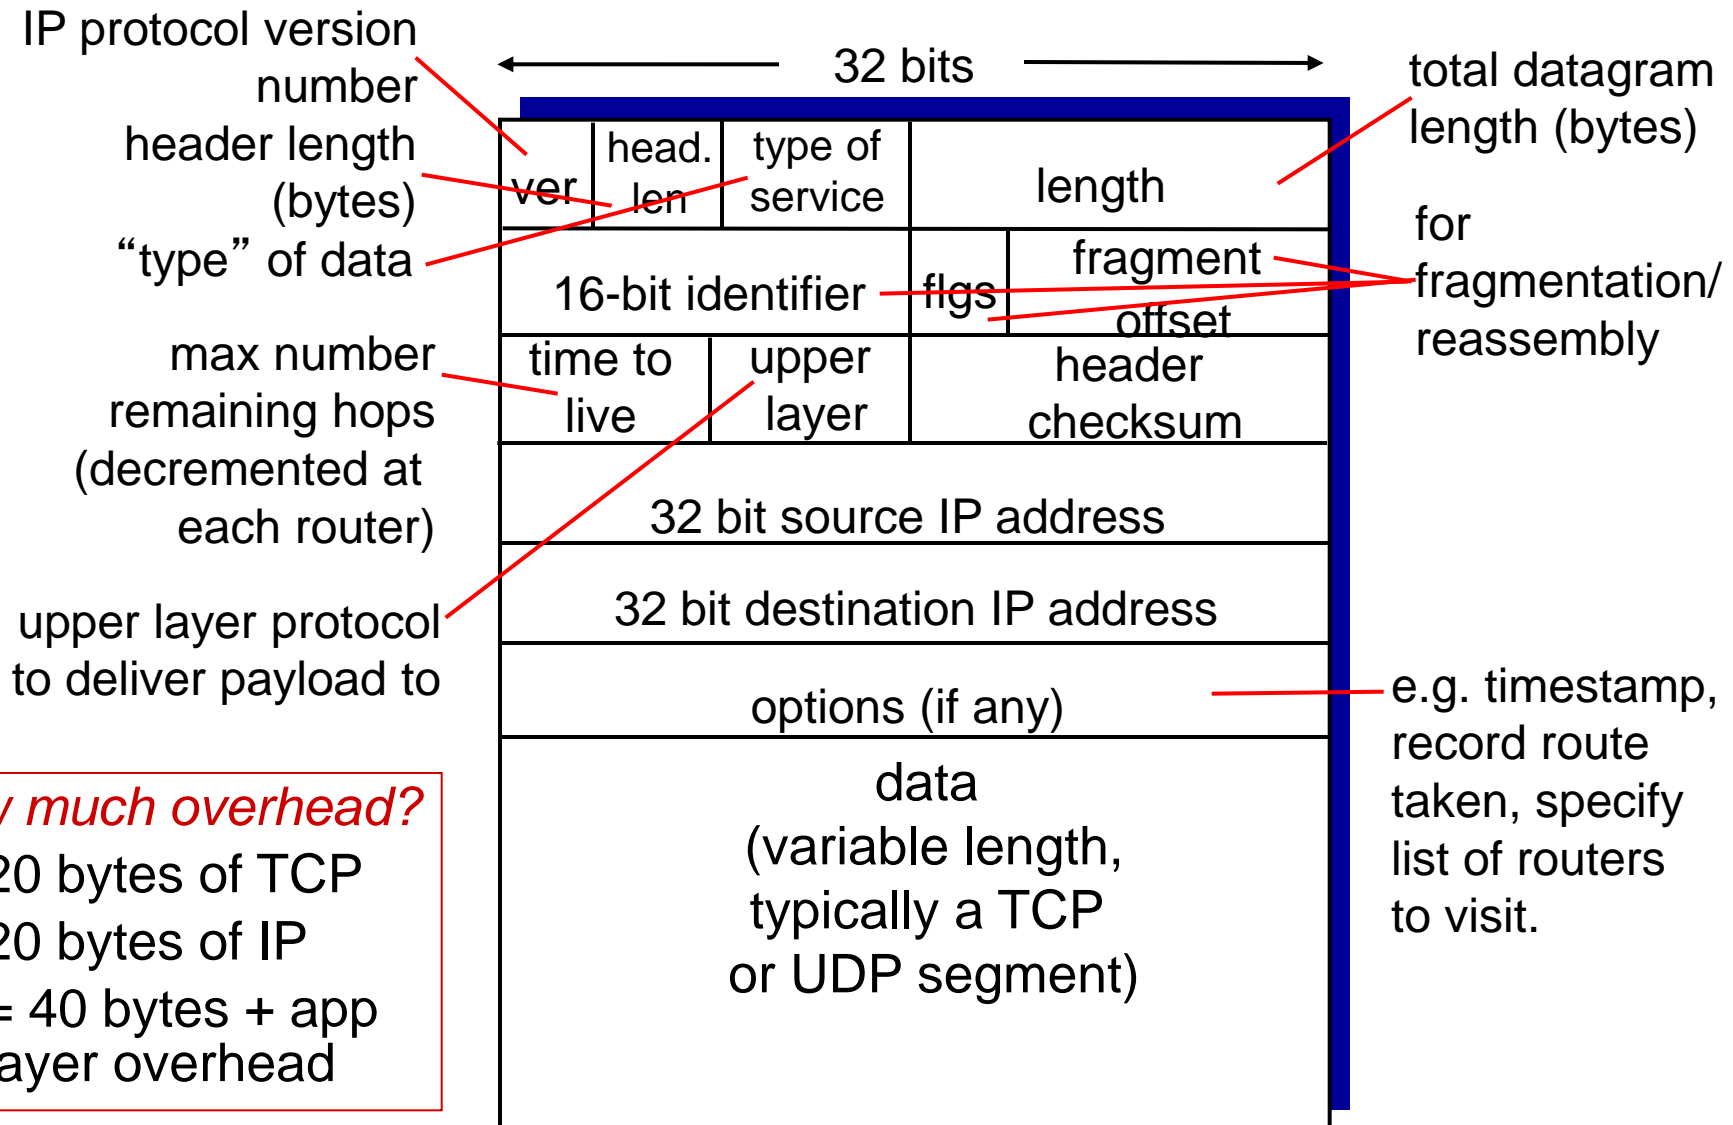 IP protocol version
number
header length
(bytes)
“type” of data
max number
remaining hops
(decremented at
each router)
upper layer protocol
to deliver payload to
much overhead?
20 bytes of TCP
20 bytes of IP
= 40 bytes + app
ayer overhead
32 bits
ver
head.
len
type of
service
length
16-bit identifier
flgs
fragment
offset
time to
live
upper
layer
header
checksum
32 bit source IP address
32 bit destination IP address
options (if any)
data
(variable length,
typically a TCP
or UDP segment)
total datagram
length (bytes)
for
fragmentation/
reassembly
e.g. timestamp,
record route
taken, specify
list of routers
to visit.